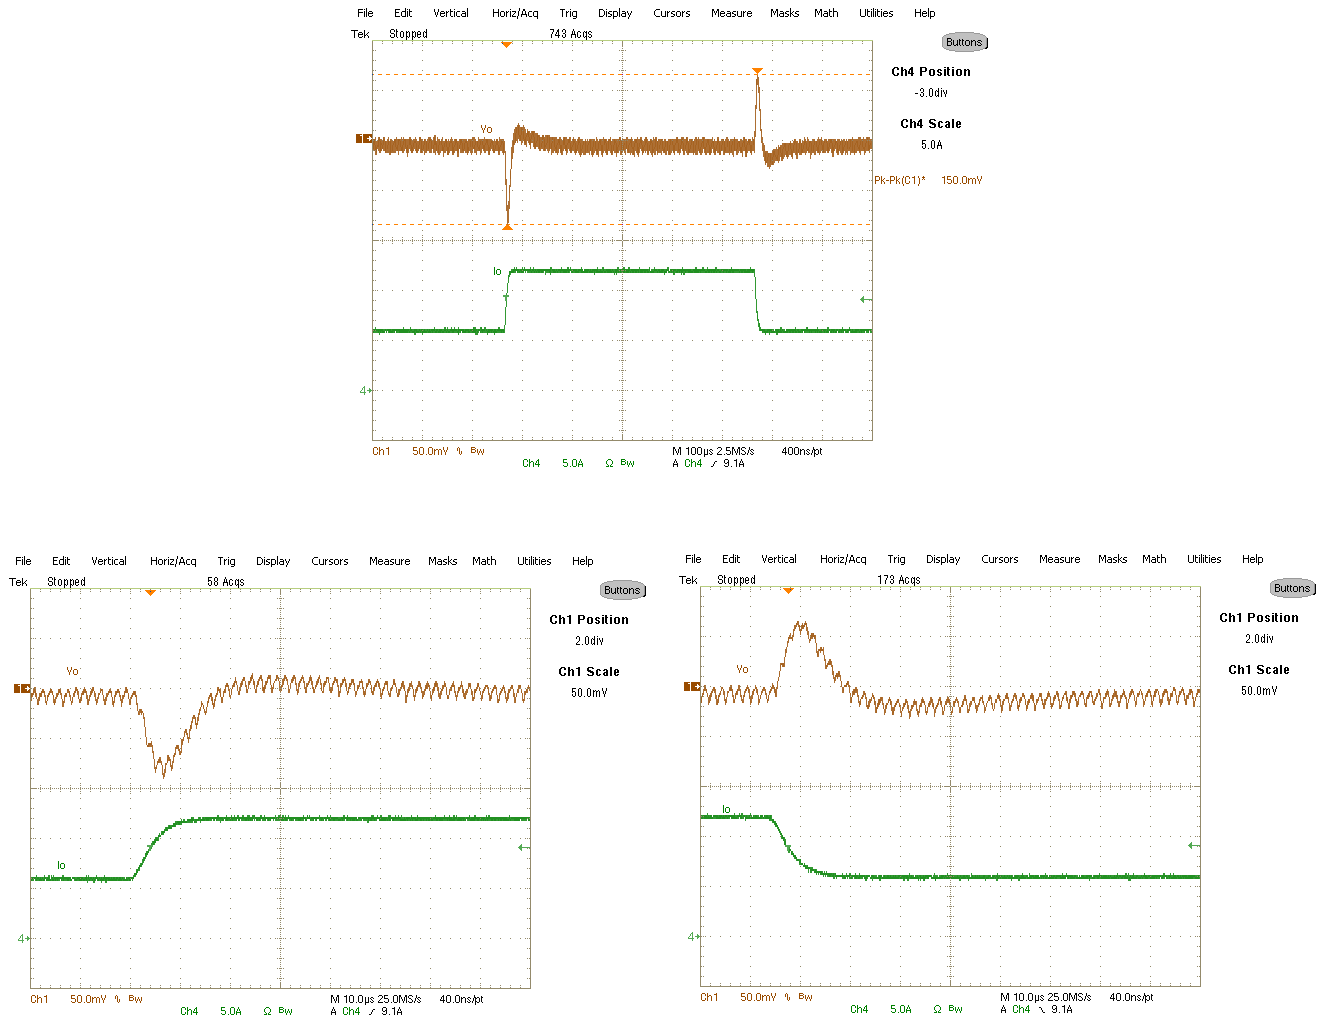 File Edit Vertical Horiz/Acq Trig Display Cursors Measure Masks Math Utilities Help
Tek Stopped 743 Acqs
Buttons
Ch4 Position
-3.0div
Ch4 Scale
5.0A
Pk-Pk(C1)* 150.0mV
1
Vo
Io
4
Ch1 50.0mV % Bw M 100µs 2.5MS/s 400ns/pt
Ch4 5.0A Ω Bw A Ch4 / 9.1A
File Edit Vertical Horiz/Acq Trig Display Cursors Measure Masks Math Utilities Help
Tek Stopped 58 Acqs
Buttons
Ch1 Position
2.0div
Ch1 Scale
50.0mV
Vo
1
Io
4
Ch1 50.0mV % Bw M 10.0µs 25.0MS/s 40.0ns/pt
Ch4 5.0A Ω Bw A Ch4 / 9.1A
File Edit Vertical Horiz/Acq Trig Display Cursors Measure Masks Math Utilities Help
Tek Stopped 173 Acqs
Buttons
Ch1 Position
2.0div
Ch1 Scale
50.0mV
Vo
1
Io
4
Ch1 50.0mV % Bw M 10.0µs 25.0MS/s 40.0ns/pt
Ch4 5.0A Ω Bw A Ch4 \ 9.1A